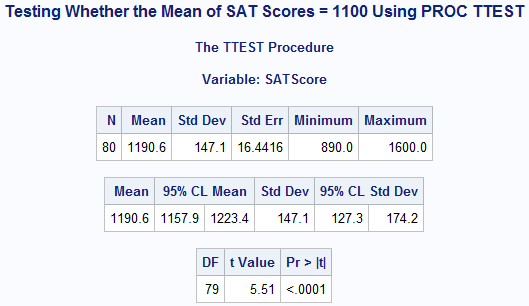 Testing Whether the Mean of SAT Scores = 1100 Using PROC TTEST
The TTEST Procedure
Variable: SATScore
N Mean Std Dev Std Err Minimum Maximum
80 1190.6 147.1 16.4416 890.0 1600.0
Mean 95% CL Mean Std Dev 95% CL Std Dev
1190.6 1157.9 1223.4 147.1 127.3 174.2
DF t Value Pr > |t|
79 5.51 <.0001